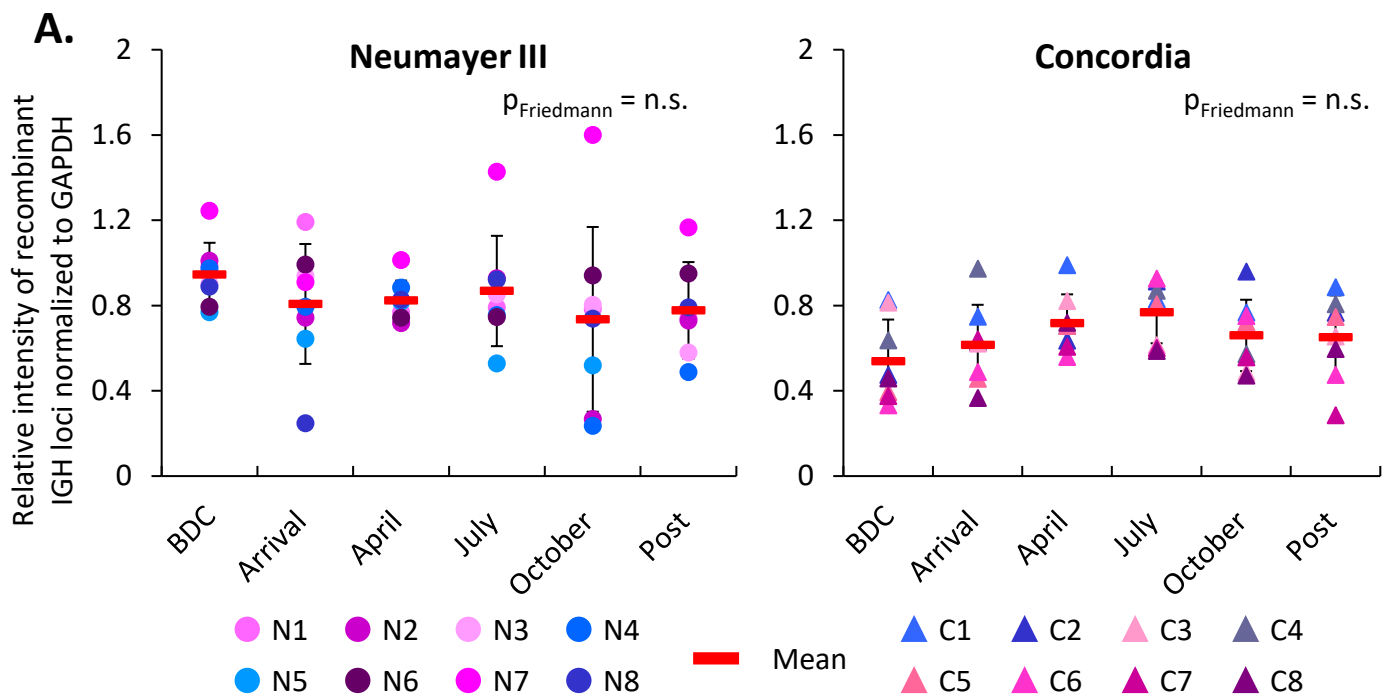 A.
Relative intensity of recombinant
IGH loci normalized to GAPDH
Neumayer III
pFriedmann = n.s.
2
1.6
1.2
0.8
0.4
0
BDC
Arrival
April
July
October
Post
Concordia
pFriedmann = n.s.
2
1.6
1.2
0.8
0.4
0
BDC
Arrival
April
July
October
Post
N1 N2 N3 N4
N5 N6 N7 N8
Mean
C1 C2 C3 C4
C5 C6 C7 C8